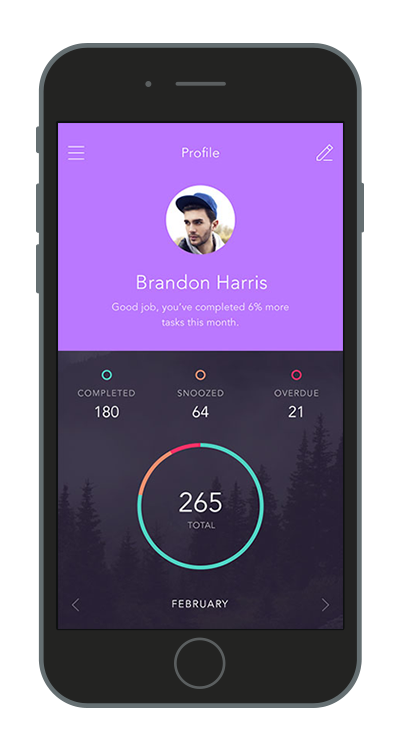 Profile
Brandon Harris
Good job, you've completed 6% more
tasks this month.
COMPLETED SNOOZED OVERDUE
180 64 21
265
TOTAL
FEBRUARY